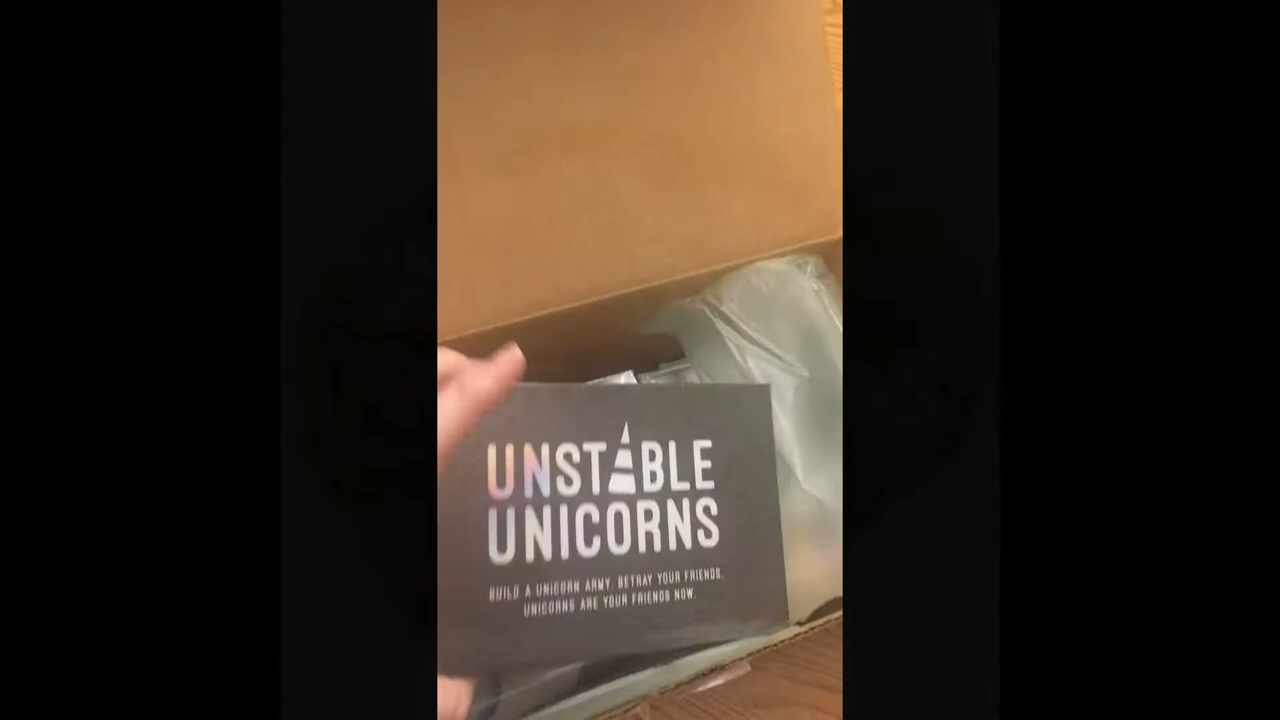 UNSTABLE
UNICORNS
BUILD A UNICORN ARMY. BETRAY YOUR FRIENDS.
UNICORNS ARE YOUR FRIENDS NOW.